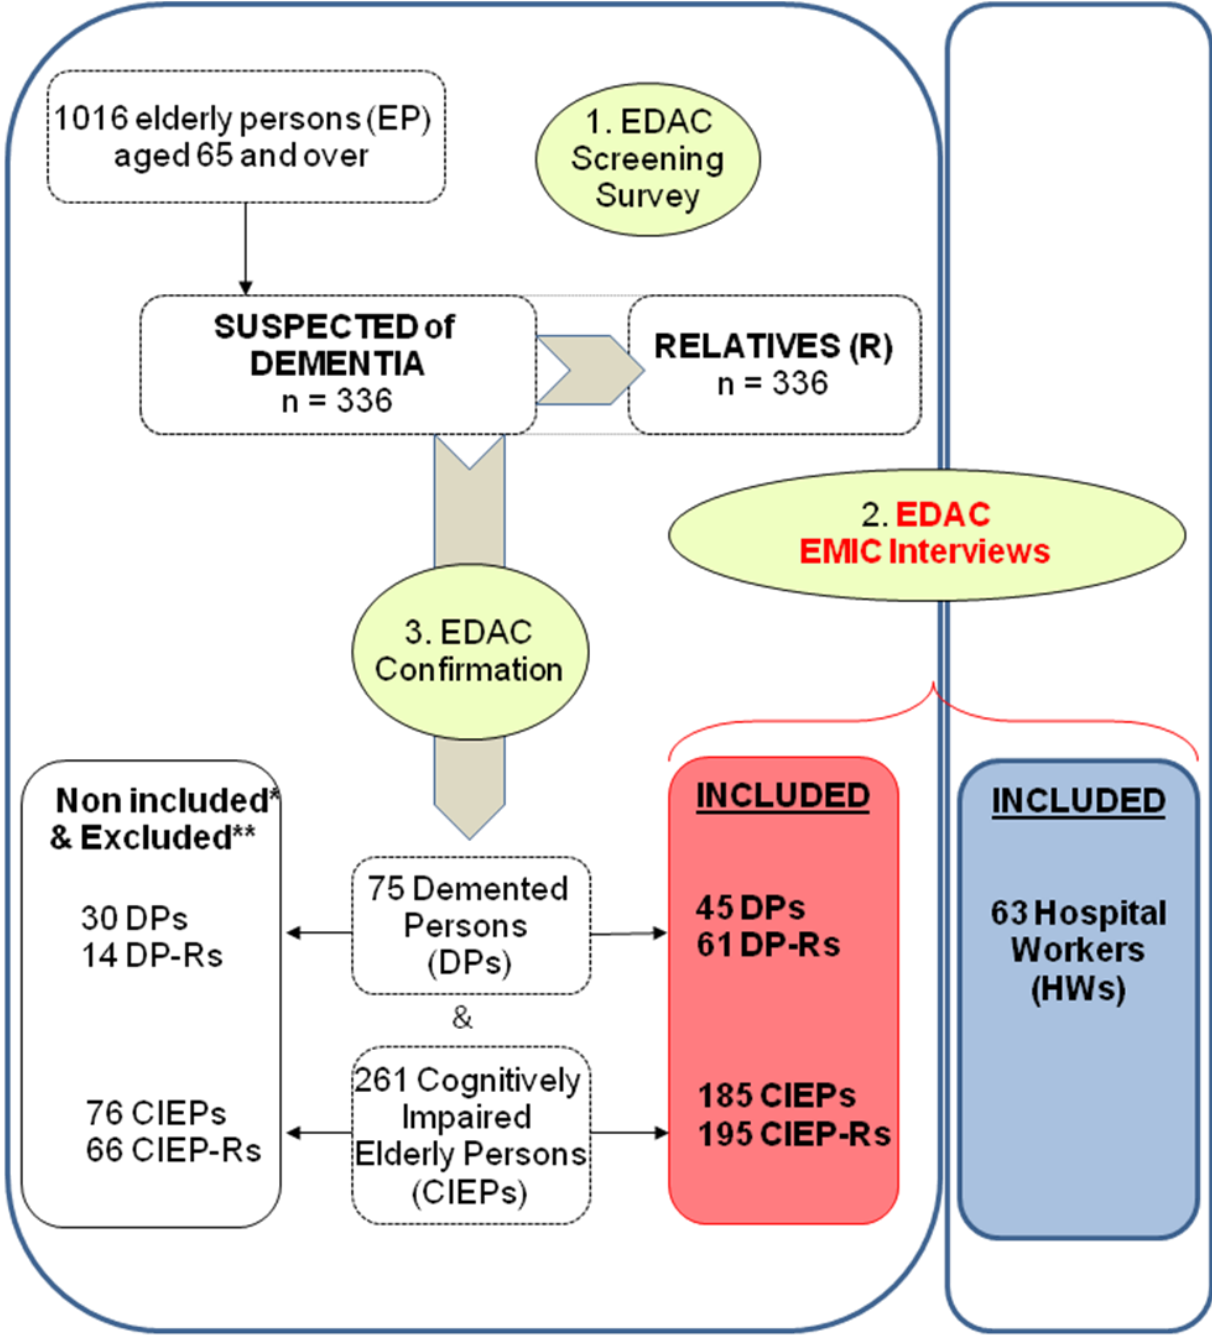 1016 elderly persons (EP)
aged 65 and over
1. EDAC
Screening
Survey
SUSPECTED of
DEMENTIA
n = 336
RELATIVES (R)
n = 336
2. EDAC
EMIC Interviews
3. EDAC
Confirmation
Non included*
& Excluded**
30 DPs
14 DP-Rs
76 CIEPs
66 CIEP-Rs
75 Demented
Persons
(DPs)
&
261 Cognitively
Impaired
Elderly Persons
(CIEPs)
INCLUDED
45 DPs
61 DP-Rs
185 CIEPs
195 CIEP-Rs
INCLUDED
63 Hospital
Workers
(HWs)